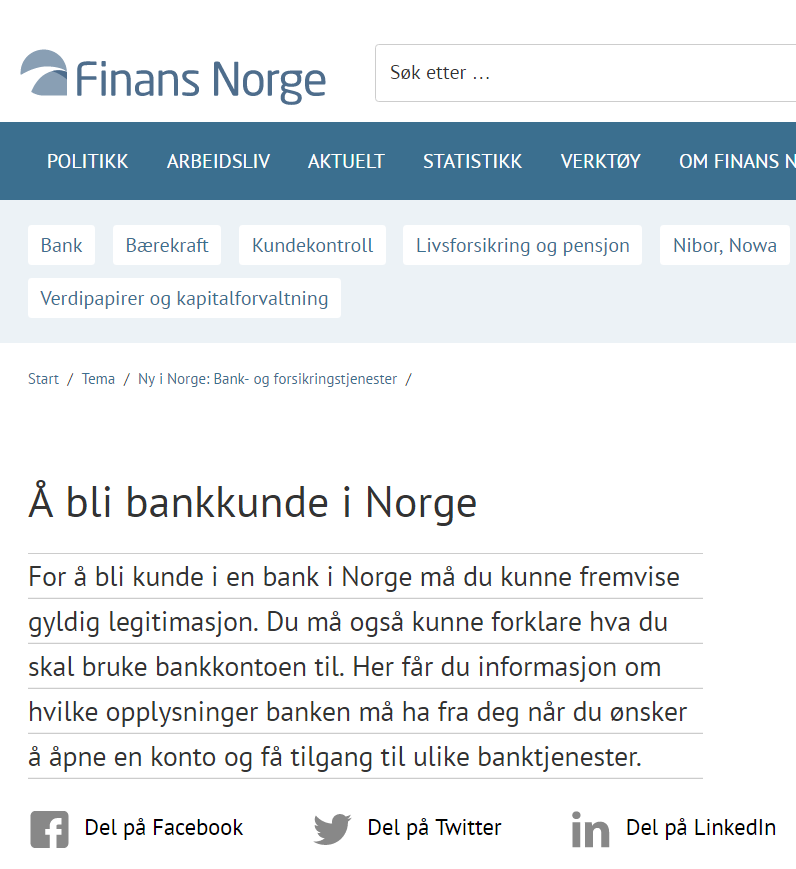 Finans Norge
Søk etter ...
POLITIKK ARBEIDSLIV AKTUELT STATISTIKK VERKTØY OM FINANS N
Bank Bærekraft Kundekontroll Livsforsikring og pensjon Nibor, Nowa
Verdipapirer og kapitalforvaltning
Start / Tema / Ny i Norge: Bank- og forsikringstjenester /
Å bli bankkunde i Norge
For å bli kunde i en bank i Norge må du kunne fremvise
gyldig legitimasjon. Du må også kunne forklare hva du
skal bruke bankkontoen til. Her får du informasjon om
hvilke opplysninger banken må ha fra deg når du ønsker
å åpne en konto og få tilgang til ulike banktjenester.
Del på Facebook Del på Twitter Del på LinkedIn